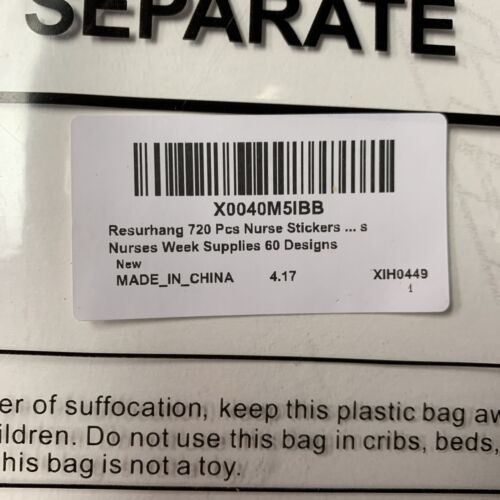 SEPARATE
X0040M5IBB
Resurhang 720 Pcs Nurse Stickers ... s
Nurses Week Supplies 60 Designs
New
MADE_IN_CHINA 4.17 XIH0449
1
er of suffocation, keep this plastic bag aw
ildren. Do not use this bag in cribs, beds,
his bag is not a toy.